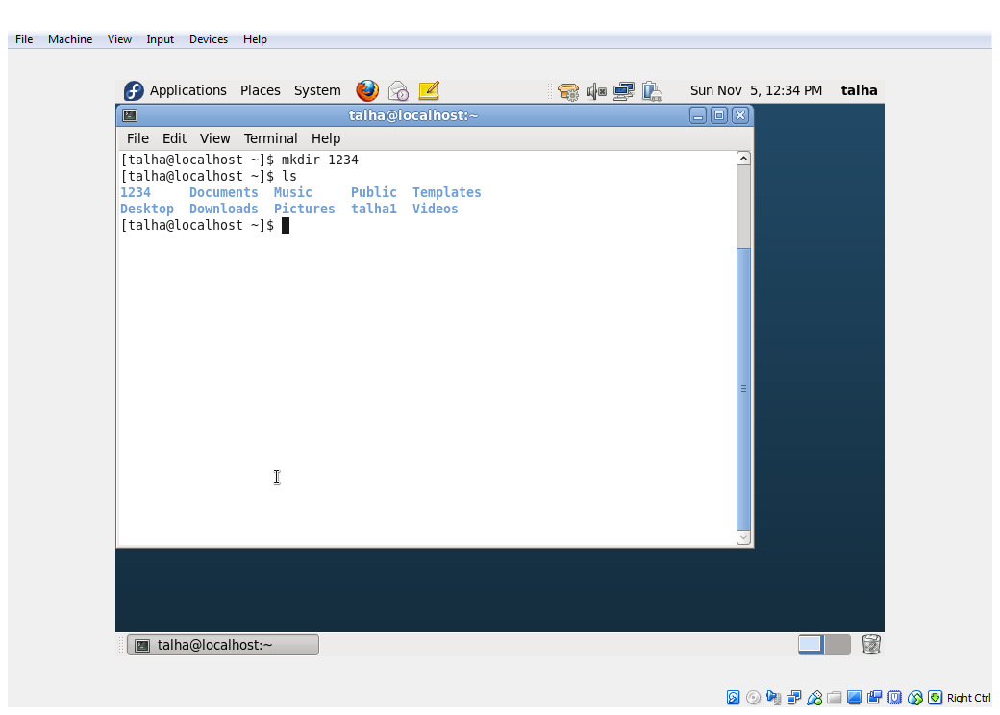 File Machine View Input Devices Help
Applications Places System Sun Nov 5, 12:34 PM talha
talha@localhost:~
File Edit View Terminal Help
[talha@localhost ~]$ mkdir 1234
[talha@localhost ~]$ ls
1234 Documents Music Public Templates
Desktop Downloads Pictures talha1 Videos
[talha@localhost ~]$
talha@localhost:~
Right Ctrl